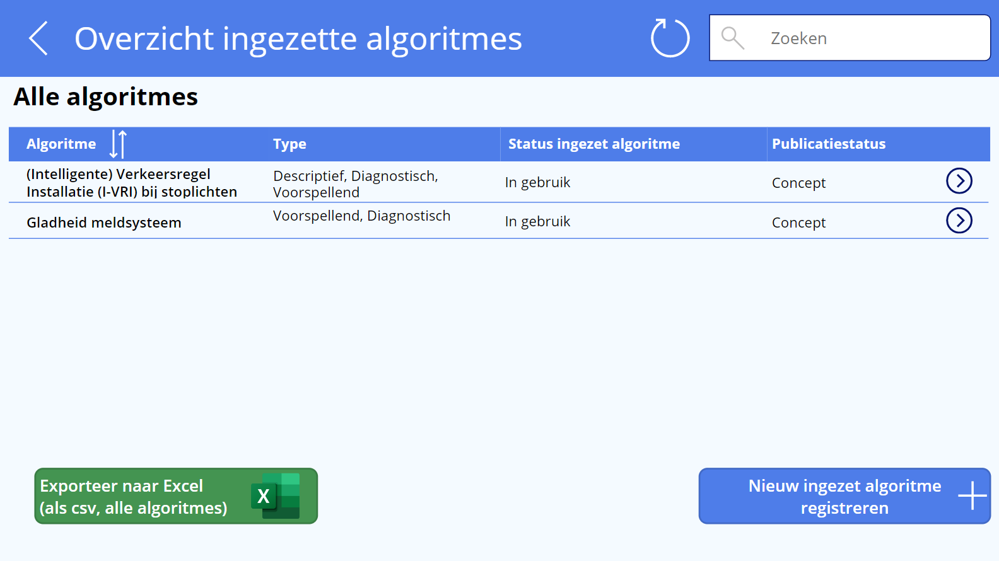 Overzicht ingezette algoritmes
Zoeken
Alle algoritmes
Algoritme Type Status ingezet algoritme Publicatiestatus
(Intelligente) Verkeersregel
Installatie (I-VRI) bij stoplichten
Descriptief, Diagnostisch,
Voorspellend
In gebruik
Concept
Gladheid meldsysteem
Voorspellend, Diagnostisch
In gebruik
Concept
Exporteer naar Excel
(als csv, alle algoritmes)
X
Nieuw ingezet algoritme
registreren